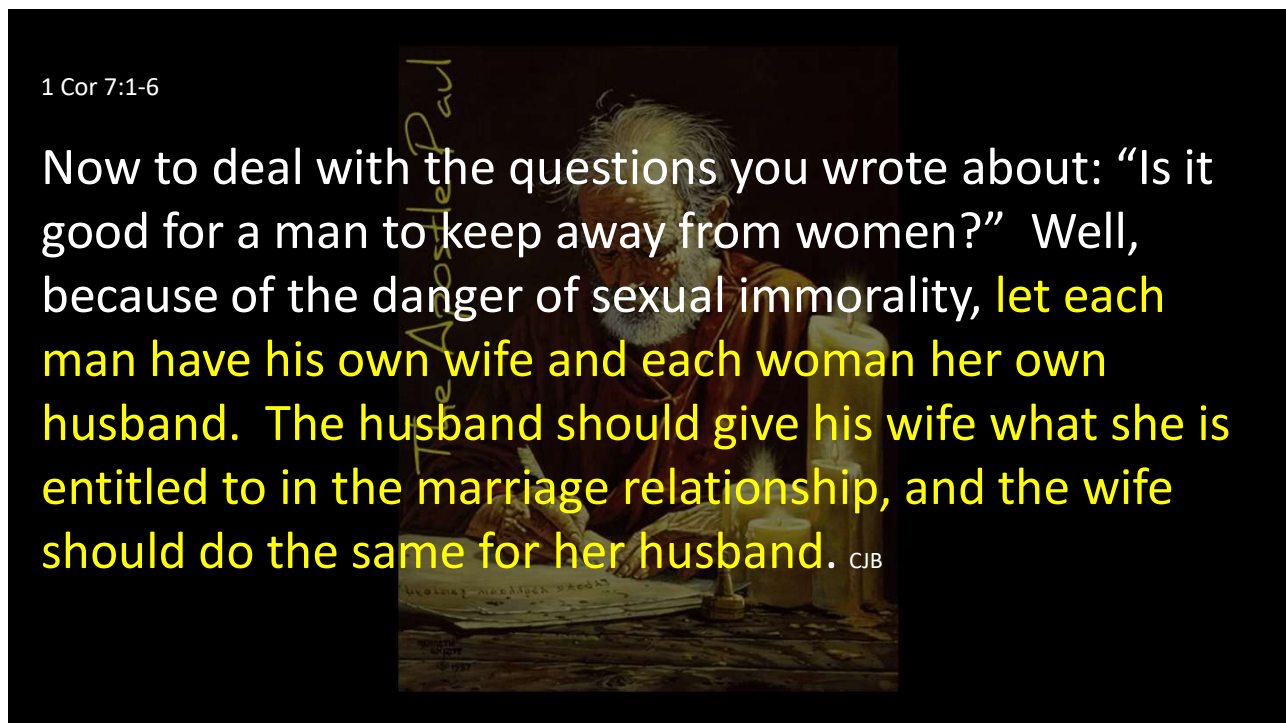 1 Cor 7:1-6
The Apostle Paul
Now to deal with the questions you wrote about: “Is it
good for a man to keep away from women?”  Well,
because of the danger of sexual immorality, let each
man have his own wife and each woman her own
husband.  The husband should give his wife what she is
entitled to in the marriage relationship, and the wife
should do the same for her husband. CJB